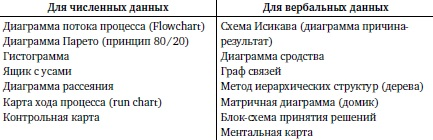 Для численных данных
Диаграмма потока процесса (Flowchart)
Диаграмма Парето (принцип 80/20)
Гистограмма
Ящик с усами
Диаграмма рассеяния
Карта хода процесса (run chart)
Контрольная карта
Для вербальных данных
Схема Исикава (диаграмма причина-
результат)
Диаграмма сродства
Граф связей
Метод иерархических структур (дерева)
Матричная диаграмма (домик)
Блок-схема принятия решений
Ментальная карта